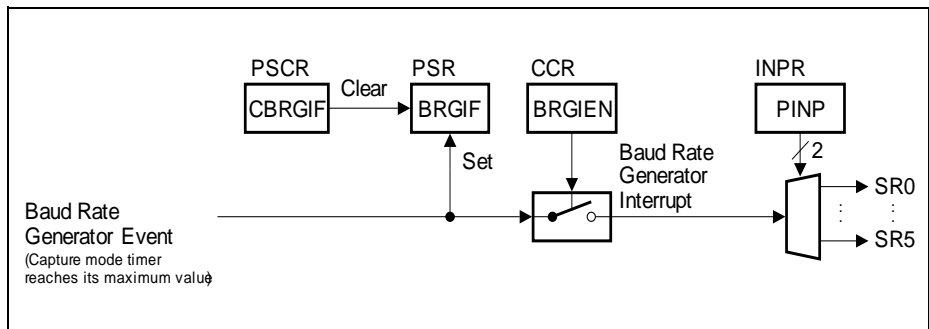 PSCR
PSR
CCR
INPR
Clear
CBRGIF
BRGIF
BRGIEN
PINP
Set
Baud Rate
Generator
Interrupt
2
SR0
SR5
Baud Rate
Generator Event
(Capture mode timer
reaches its maximum value)